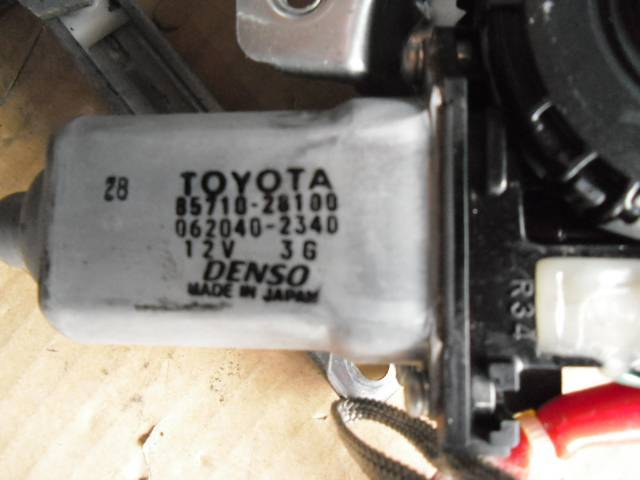 28
TOYOTA
85710-28100
062040-2340
12V 3G
DENSO
MADE IN JAPAN
R34